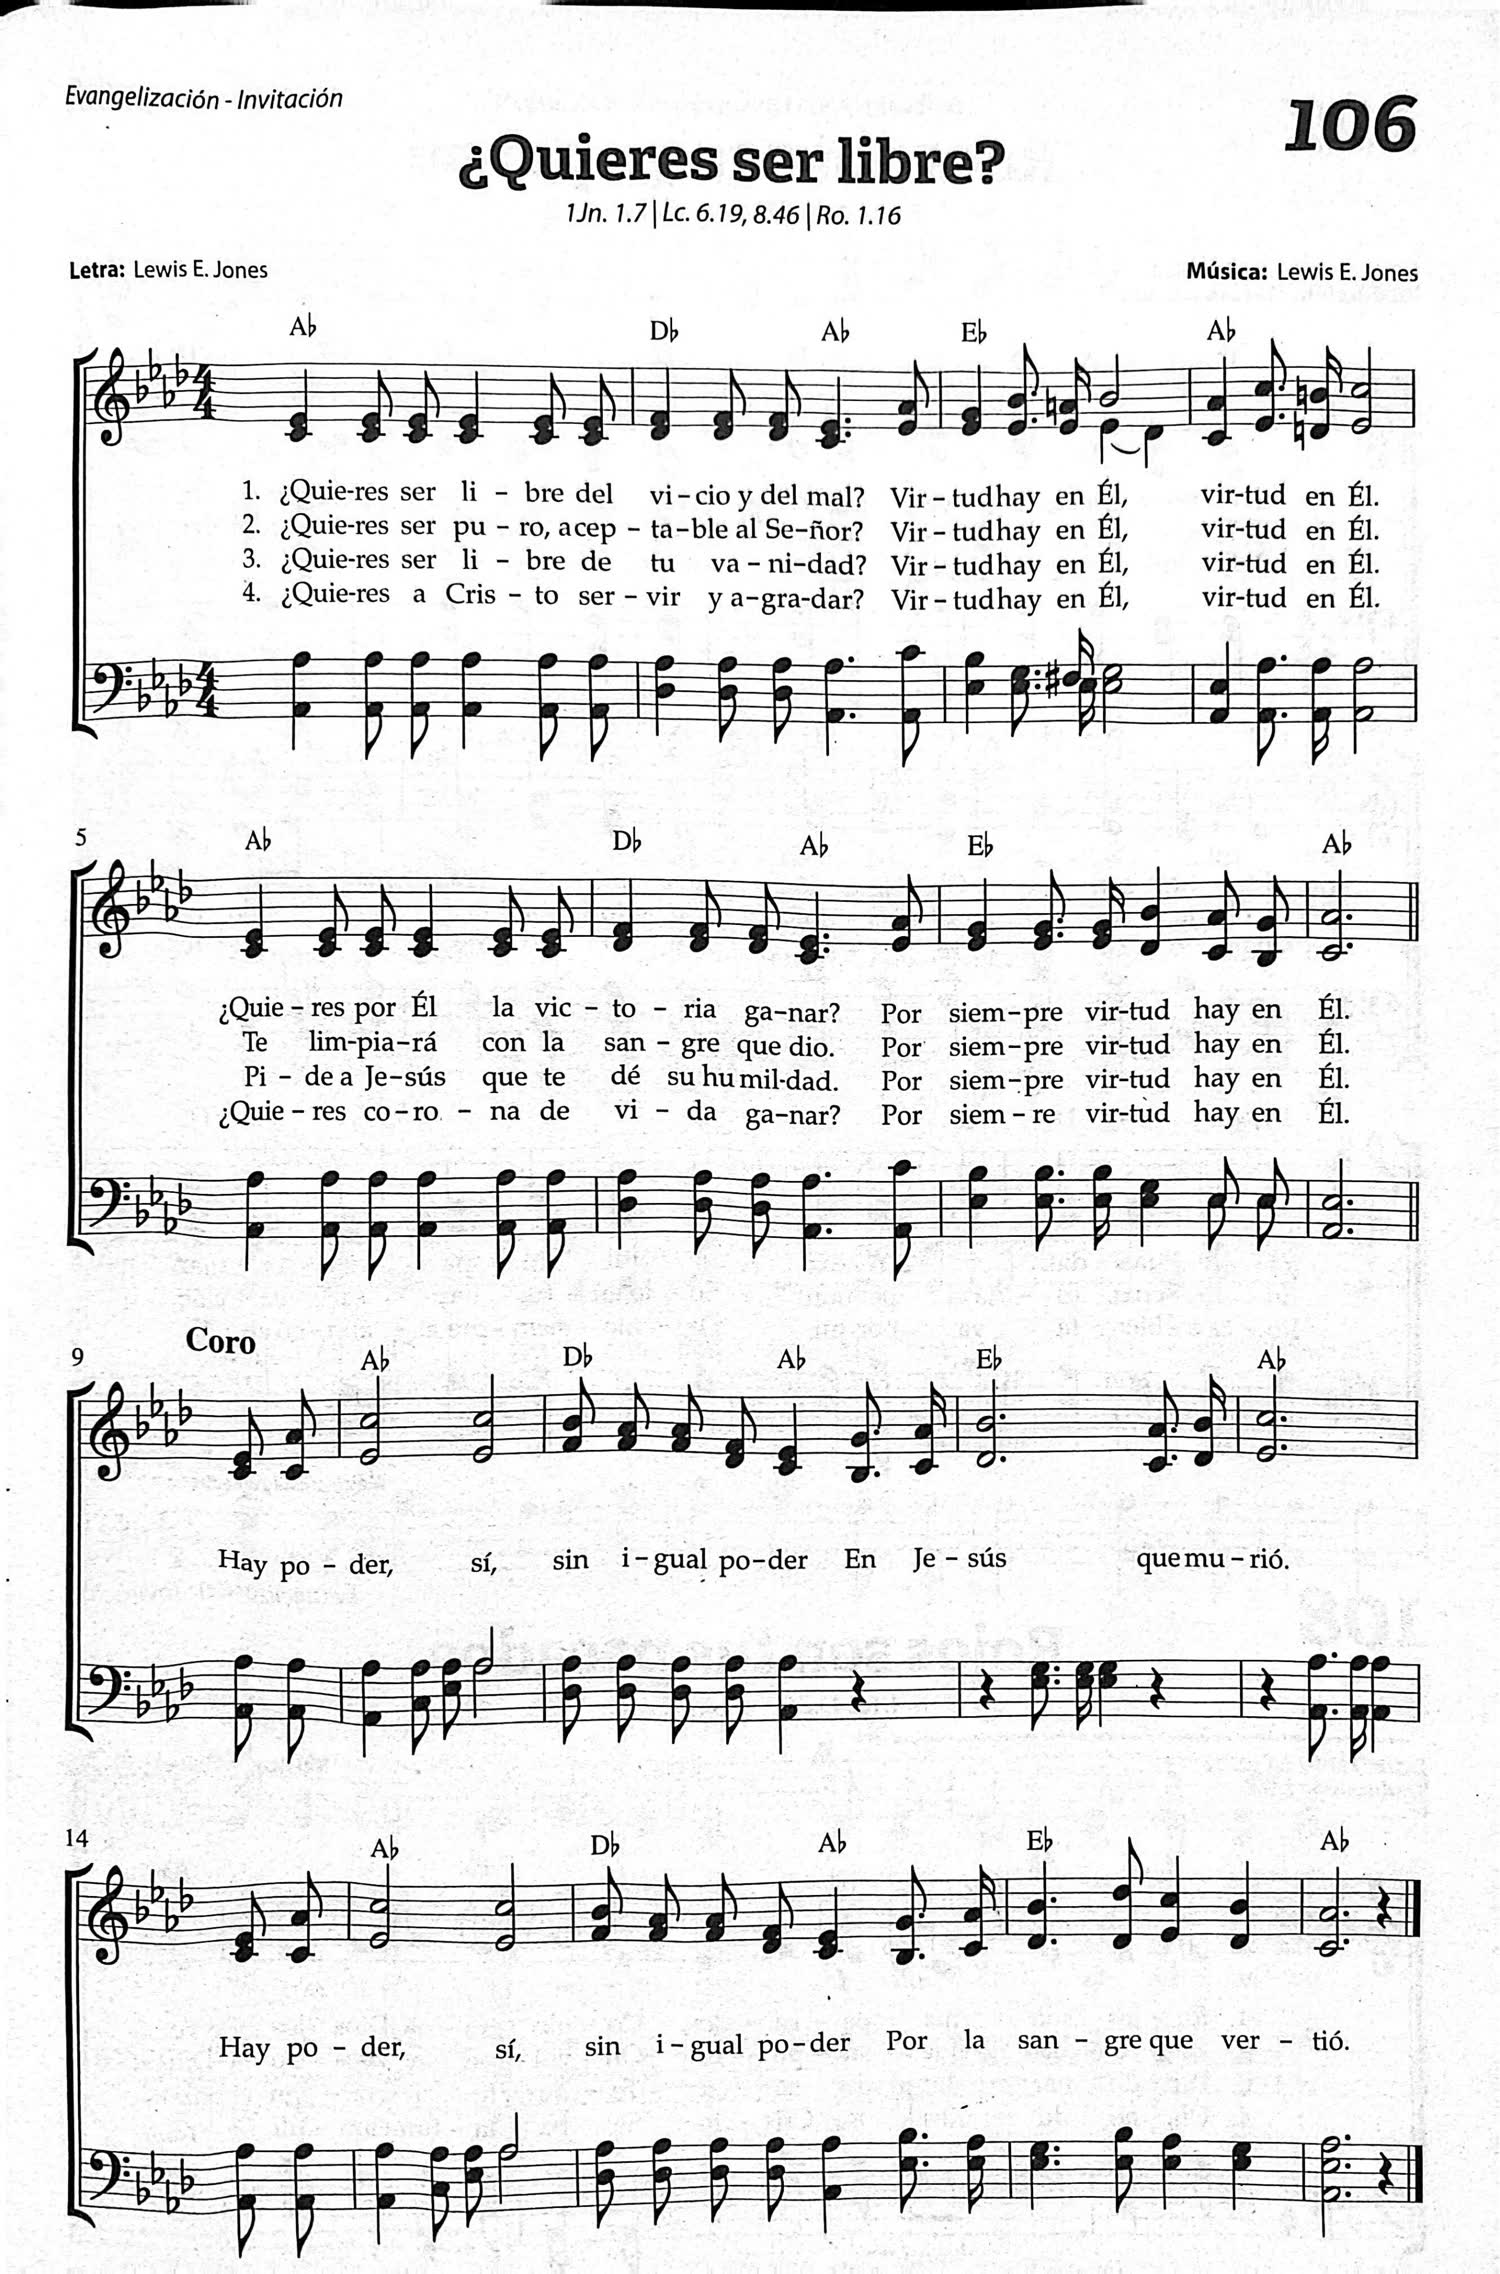 Evangelización - Invitación
106
¿Quieres ser libre?
1Jn. 1.7 | Lc. 6.19, 8.46 | Ro. 1.16
Letra: Lewis E. Jones
Música: Lewis E. Jones
A♭ D♭ A♭ E♭ A♭
1. ¿Quie-res ser li – bre del vi – cio y del mal? Vir – tud hay en Él, vir-tud en Él.
2. ¿Quie-res ser pu – ro, acep – ta–ble al Se–ñor? Vir – tud hay en Él, vir-tud en Él.
3. ¿Quie-res ser li – bre de tu va – ni–dad? Vir – tud hay en Él, vir-tud en Él.
4. ¿Quie-res a Cris – to ser – vir y a–gra–dar? Vir – tud hay en Él, vir-tud en Él.
5
A♭ D♭ A♭ E♭ A♭
¿Quie – res por Él la vic – to – ria ga–nar? Por siem–pre vir–tud hay en Él.
Te lim–pia–rá con la san – gre que dio. Por siem–pre vir–tud hay en Él.
Pi – de a Je–sús que te dé su hu mil-dad. Por siem–pre vir–tud hay en Él.
¿Quie – res co–ro – na de vi – da ga–nar? Por siem – re vir–tud hay en Él.
9
Coro
A♭ D♭ A♭ E♭ A♭
Hay po – der, sí, sin i – gual po–der En Je – sús que mu – rió.
14
A♭ D♭ A♭ E♭ A♭
Hay po – der, sí, sin i – gual po–der Por la san – gre que ver – tió.